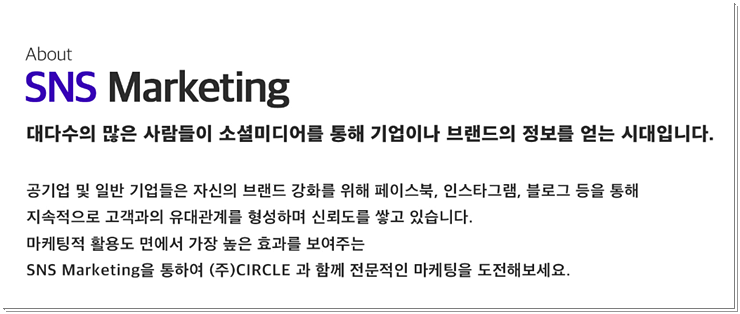 About
SNS Marketing
대다수의 많은 사람들이 소셜미디어를 통해 기업이나 브랜드의 정보를 얻는 시대입니다.
공기업 및 일반 기업들은 자신의 브랜드 강화를 위해 페이스북, 인스타그램, 블로그 등을 통해
지속적으로 고객과의 유대관계를 형성하며 신뢰도를 쌓고 있습니다.
마케팅적 활용도 면에서 가장 높은 효과를 보여주는
SNS Marketing을 통하여 (주)CIRCLE 과 함께 전문적인 마케팅을 도전해보세요.